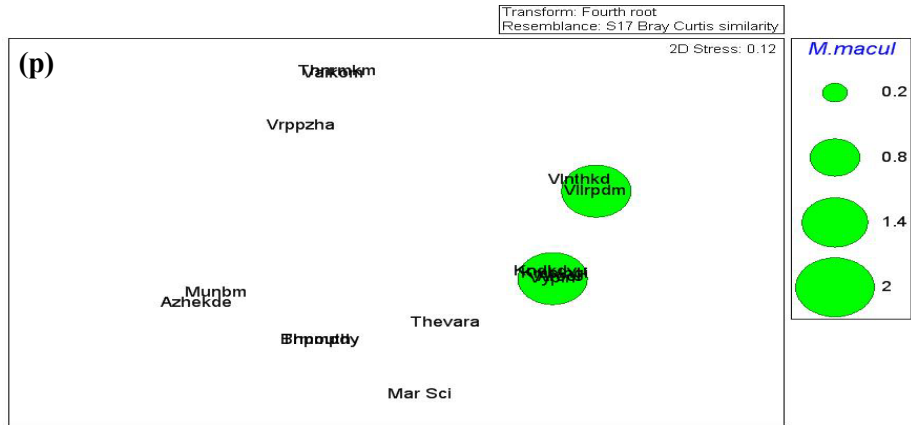 Transform: Fourth root
Resemblance: S17 Bray Curtis similarity
(p)
2D Stress: 0.12
M.macul
0.2
0.8
1.4
2
Vrppzha
Vlnthkd
Vllrpdm
Munbm
Azhekde
Thevara
Mar Sci